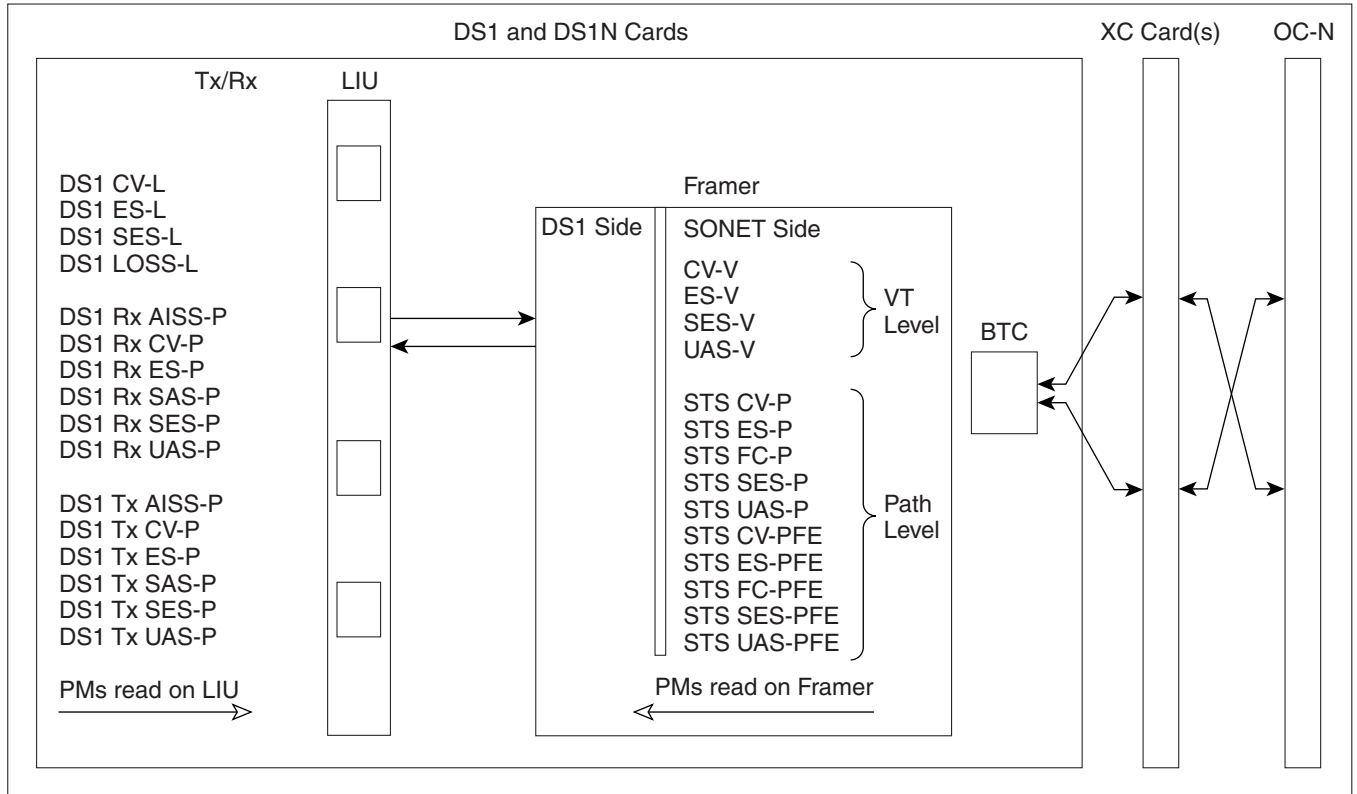 DS1 and DS1N Cards
XC Card(s)
OC-N
Tx/Rx
LIU
DS1 CV-L
DS1 ES-L
DS1 SES-L
DS1 LOSS-L
DS1 Rx AISS-P
DS1 Rx CV-P
DS1 Rx ES-P
DS1 Rx SAS-P
DS1 Rx SES-P
DS1 Rx UAS-P
DS1 Tx AISS-P
DS1 Tx CV-P
DS1 Tx ES-P
DS1 Tx SAS-P
DS1 Tx SES-P
DS1 Tx UAS-P
PMs read on LIU
Framer
DS1 Side
SONET Side
CV-V
ES-V
SES-V
UAS-V
VT
Level
STS CV-P
STS ES-P
STS FC-P
STS SES-P
STS UAS-P
STS CV-PFE
STS ES-PFE
STS FC-PFE
STS SES-PFE
STS UAS-PFE
Path
Level
PMs read on Framer
BTC